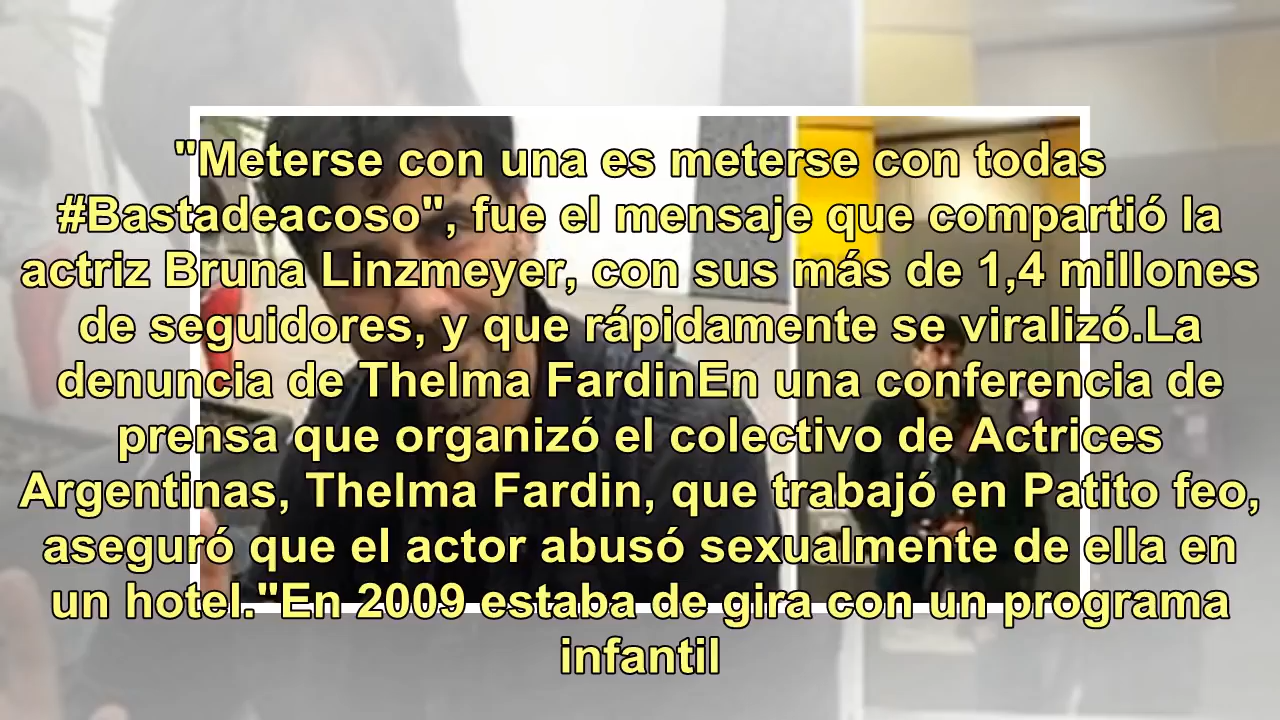 "Meterse con una es meterse con todas
#Bastadeacoso", fue el mensaje que compartió la
actriz Bruna Linzmeyer, con sus más de 1,4 millones
de seguidores, y que rápidamente se viralizó.La
denuncia de Thelma FardinEn una conferencia de
prensa que organizó el colectivo de Actrices
Argentinas, Thelma Fardin, que trabajó en Patito feo,
aseguró que el actor abusó sexualmente de ella en
un hotel."En 2009 estaba de gira con un programa
infantil